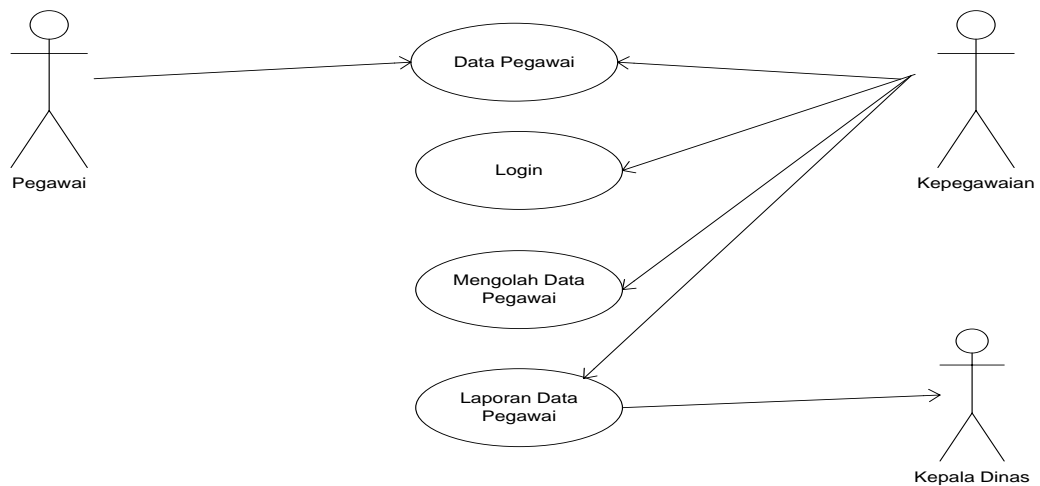 Data Pegawai
Pegawai
Login
Kepegawaian
Mengolah Data
Pegawai
Laporan Data
Pegawai
Kepala Dinas